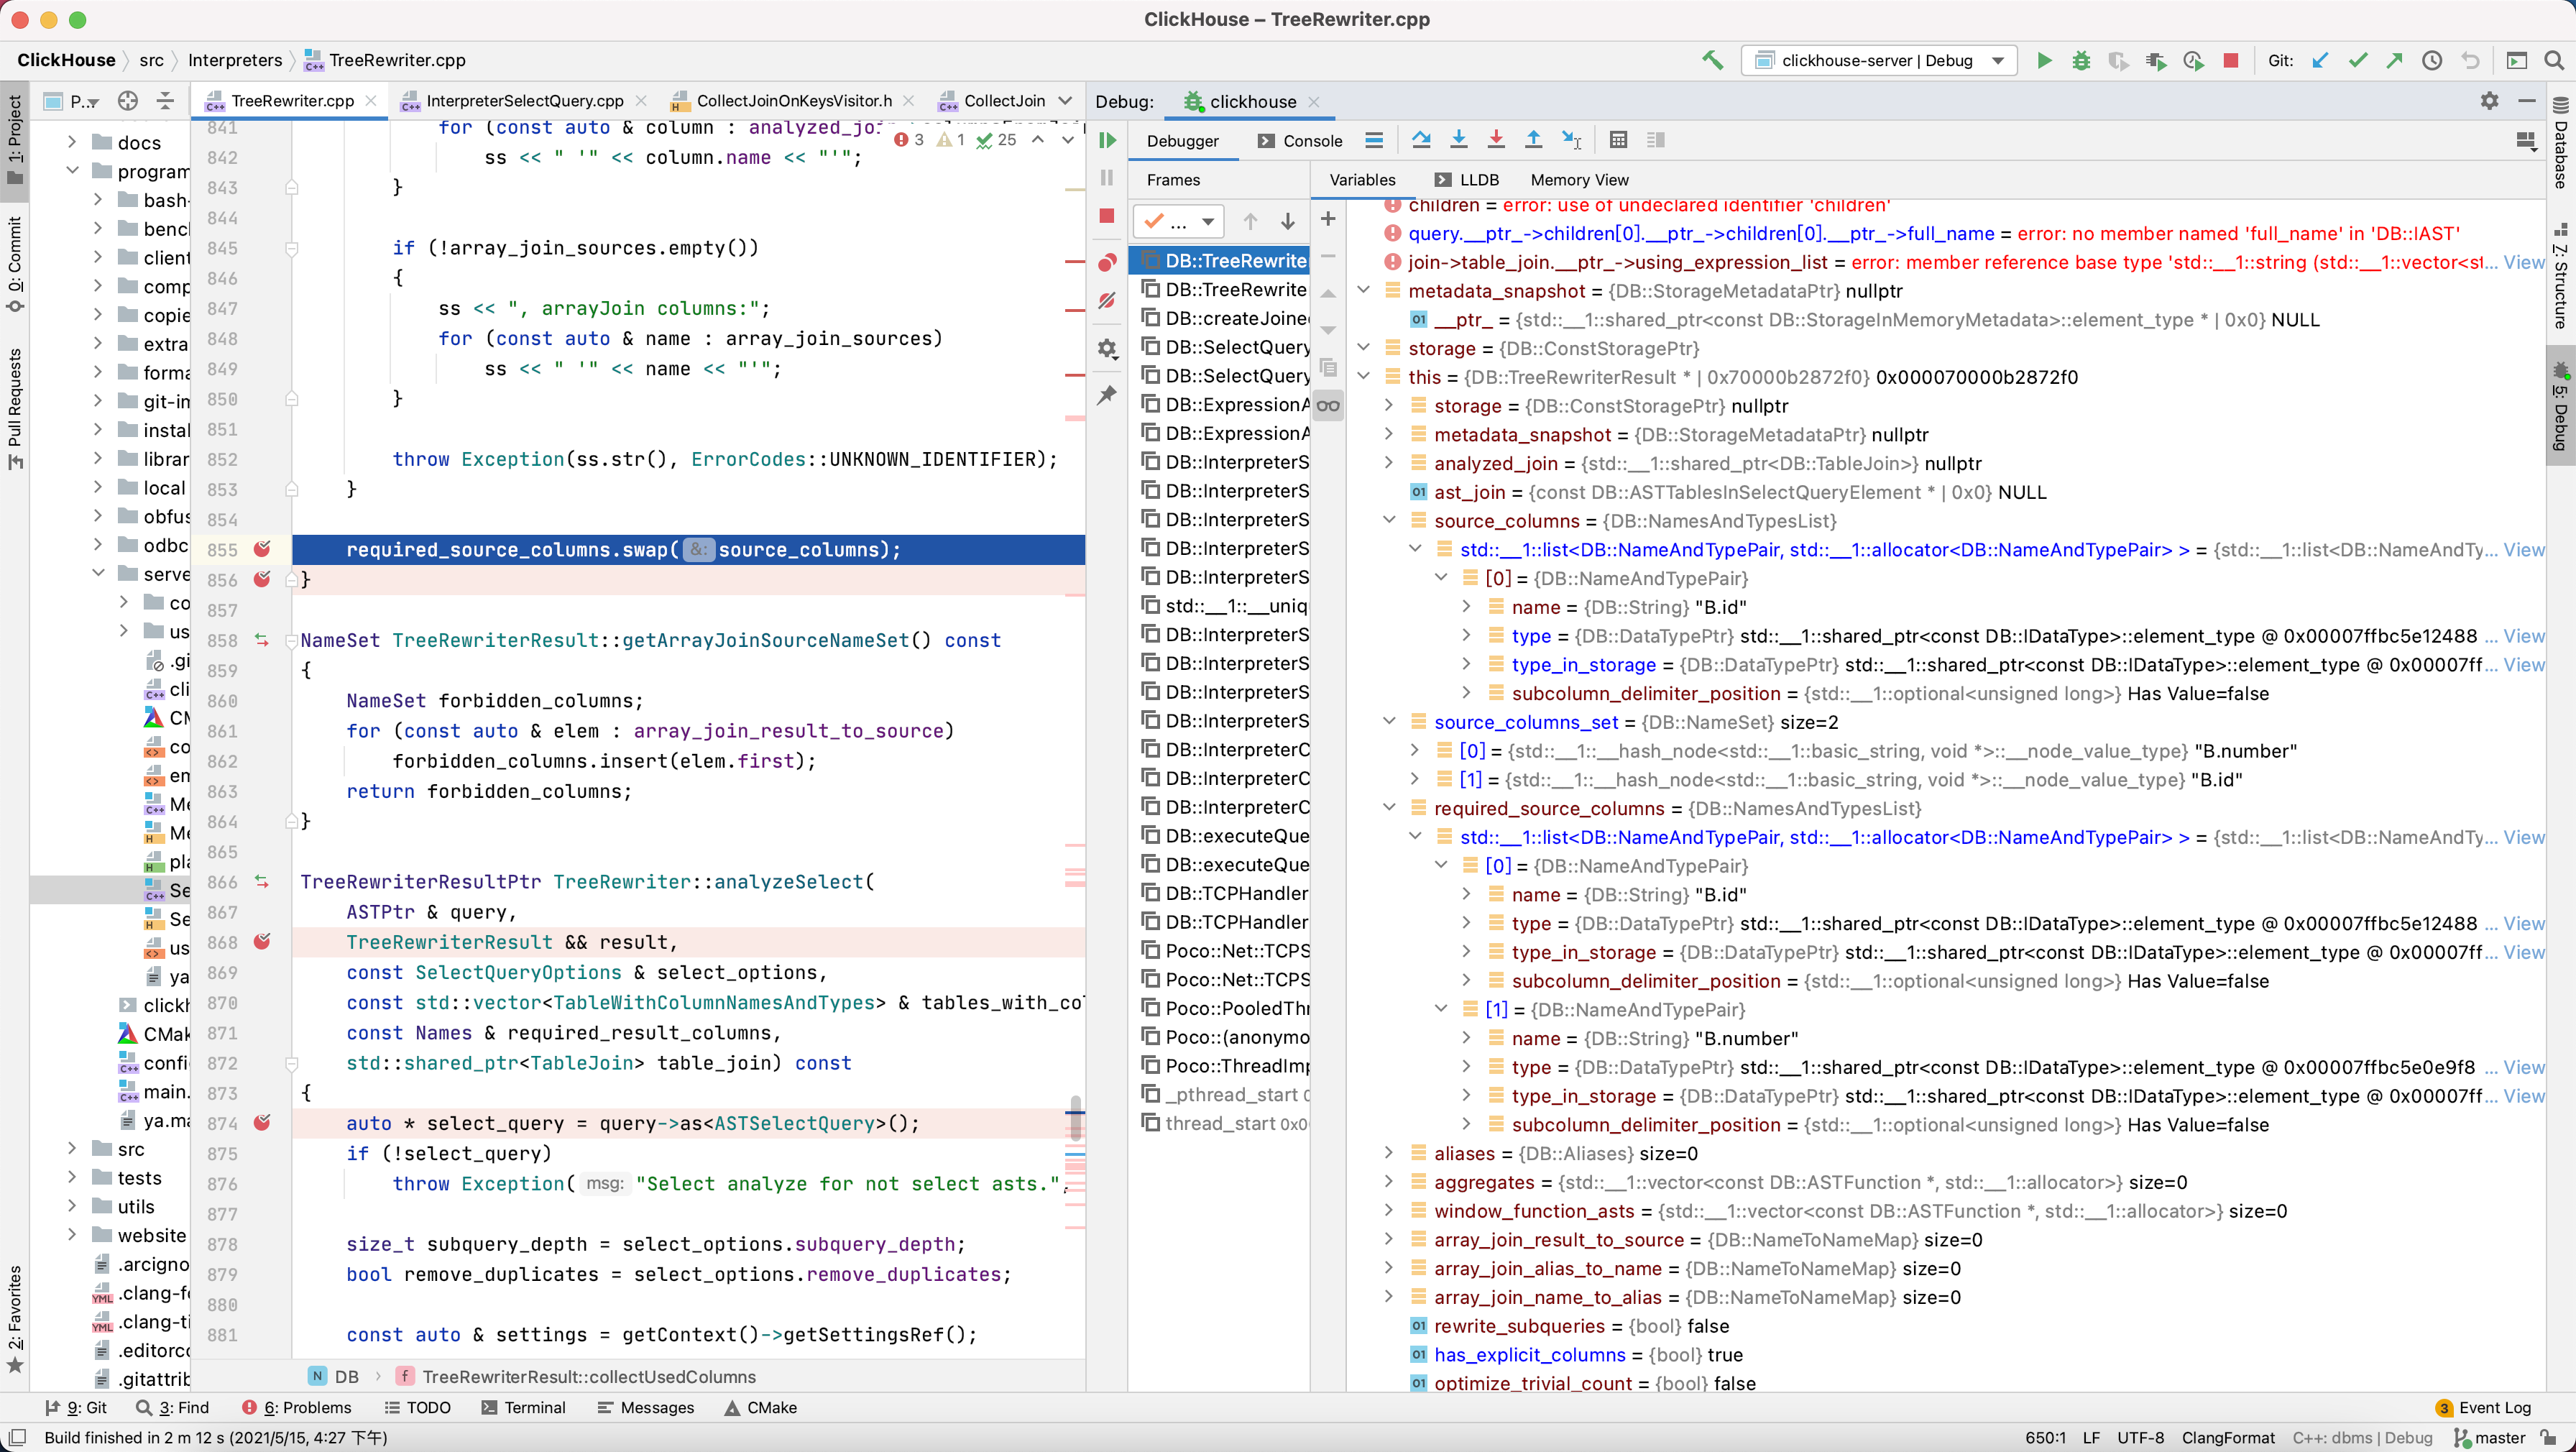 ClickHouse – TreeRewriter.cpp
ClickHouse src Interpreters TreeRewriter.cpp
clickhouse-server | Debug
Git:
1: Project
0: Commit
Pull Requests
2: Favorites
P...
docs
program
bash-
bencl
client
comp
copie
extra
forma
git-in
instal
librar
local
obfus
odbc
serve
co
us
.gi
cli
CM
co
em
Me
Me
pla
Se
Se
us
ya
clickh
CMak
confi
main.
ya.ma
src
tests
utils
website
.arcigno
.clang-fo
.clang-ti
.editorco
.gitattrib
TreeRewriter.cpp
InterpreterSelectQuery.cpp
CollectJoinOnKeysVisitor.h
CollectJoin
3 1 25
841 for (const auto & column : analyzed_jo
842 ss << " '" << column.name << "'";
843 }
844
845 if (!array_join_sources.empty())
846 {
847 ss << ", arrayJoin columns:";
848 for (const auto & name : array_join_sources)
849 ss << " '" << name << "'";
850 }
851
852 throw Exception(ss.str(), ErrorCodes::UNKNOWN_IDENTIFIER);
853 }
854
855 required_source_columns.swap( &: source_columns);
856 }
857
858 NameSet TreeRewriterResult::getArrayJoinSourceNameSet() const
859 {
860 NameSet forbidden_columns;
861 for (const auto & elem : array_join_result_to_source)
862 forbidden_columns.insert(elem.first);
863 return forbidden_columns;
864 }
865
866 TreeRewriterResultPtr TreeRewriter::analyzeSelect(
867 ASTPtr & query,
868 TreeRewriterResult && result,
869 const SelectQueryOptions & select_options,
870 const std::vector<TableWithColumnNamesAndTypes> & tables_with_co
871 const Names & required_result_columns,
872 std::shared_ptr<TableJoin> table_join) const
873 {
874 auto * select_query = query->as<ASTSelectQuery>();
875 if (!select_query)
876 throw Exception( msg: "Select analyze for not select asts.",
877
878 size_t subquery_depth = select_options.subquery_depth;
879 bool remove_duplicates = select_options.remove_duplicates;
880
881 const auto & settings = getContext()->getSettingsRef();
DB TreeRewriterResult::collectUsedColumns
Debug: clickhouse
Debugger Console
Frames
...
DB::TreeRewrite
DB::TreeRewrite
DB::createJoine
DB::SelectQuery
DB::SelectQuery
DB::ExpressionA
DB::ExpressionA
DB::InterpreterS
DB::InterpreterS
DB::InterpreterS
DB::InterpreterS
DB::InterpreterS
std::__1::__uniq
DB::InterpreterS
DB::InterpreterS
DB::InterpreterS
DB::InterpreterS
DB::InterpreterC
DB::InterpreterC
DB::InterpreterC
DB::executeQue
DB::executeQue
DB::TCPHandler
DB::TCPHandler
Poco::Net::TCPS
Poco::Net::TCPS
Poco::PooledThr
Poco::(anonymo
Poco::ThreadImp
_pthread_start 0
thread_start 0x0
Variables LLDB Memory View
children = error: use of undeclared identifier 'children'
query.__ptr_->children[0].__ptr_->children[0].__ptr_->full_name = error: no member named 'full_name' in 'DB::IAST'
join->table_join.__ptr_->using_expression_list = error: member reference base type 'std::__1::string (std::__1::vector<st... View
metadata_snapshot = {DB::StorageMetadataPtr} nullptr
__ptr_ = {std::__1::shared_ptr<const DB::StorageInMemoryMetadata>::element_type * | 0x0} NULL
storage = {DB::ConstStoragePtr}
this = {DB::TreeRewriterResult * | 0x70000b2872f0} 0x000070000b2872f0
storage = {DB::ConstStoragePtr} nullptr
metadata_snapshot = {DB::StorageMetadataPtr} nullptr
analyzed_join = {std::__1::shared_ptr<DB::TableJoin>} nullptr
ast_join = {const DB::ASTTablesInSelectQueryElement * | 0x0} NULL
source_columns = {DB::NamesAndTypesList}
std::__1::list<DB::NameAndTypePair, std::__1::allocator<DB::NameAndTypePair> > = {std::__1::list<DB::NameAndTy... View
[0] = {DB::NameAndTypePair}
name = {DB::String} "B.id"
type = {DB::DataTypePtr} std::__1::shared_ptr<const DB::IDataType>::element_type @ 0x00007ffbc5e12488 ... View
type_in_storage = {DB::DataTypePtr} std::__1::shared_ptr<const DB::IDataType>::element_type @ 0x00007ff... View
subcolumn_delimiter_position = {std::__1::optional<unsigned long>} Has Value=false
source_columns_set = {DB::NameSet} size=2
[0] = {std::__1::__hash_node<std::__1::basic_string, void *>::__node_value_type} "B.number"
[1] = {std::__1::__hash_node<std::__1::basic_string, void *>::__node_value_type} "B.id"
required_source_columns = {DB::NamesAndTypesList}
std::__1::list<DB::NameAndTypePair, std::__1::allocator<DB::NameAndTypePair> > = {std::__1::list<DB::NameAndTy... View
[0] = {DB::NameAndTypePair}
name = {DB::String} "B.id"
type = {DB::DataTypePtr} std::__1::shared_ptr<const DB::IDataType>::element_type @ 0x00007ffbc5e12488 ... View
type_in_storage = {DB::DataTypePtr} std::__1::shared_ptr<const DB::IDataType>::element_type @ 0x00007ff... View
subcolumn_delimiter_position = {std::__1::optional<unsigned long>} Has Value=false
[1] = {DB::NameAndTypePair}
name = {DB::String} "B.number"
type = {DB::DataTypePtr} std::__1::shared_ptr<const DB::IDataType>::element_type @ 0x00007ffbc5e0e9f8 ... View
type_in_storage = {DB::DataTypePtr} std::__1::shared_ptr<const DB::IDataType>::element_type @ 0x00007ff... View
subcolumn_delimiter_position = {std::__1::optional<unsigned long>} Has Value=false
aliases = {DB::Aliases} size=0
aggregates = {std::__1::vector<const DB::ASTFunction *, std::__1::allocator>} size=0
window_function_asts = {std::__1::vector<const DB::ASTFunction *, std::__1::allocator>} size=0
array_join_result_to_source = {DB::NameToNameMap} size=0
array_join_alias_to_name = {DB::NameToNameMap} size=0
array_join_name_to_alias = {DB::NameToNameMap} size=0
rewrite_subqueries = {bool} false
has_explicit_columns = {bool} true
optimize_trivial_count = {bool} false
Database
7: Structure
5: Debug
9: Git 3: Find 6: Problems TODO Terminal Messages CMake
3 Event Log
Build finished in 2 m 12 s (2021/5/15, 4:27 下午)
650:1 LF UTF-8 ClangFormat C++: dbms | Debug master